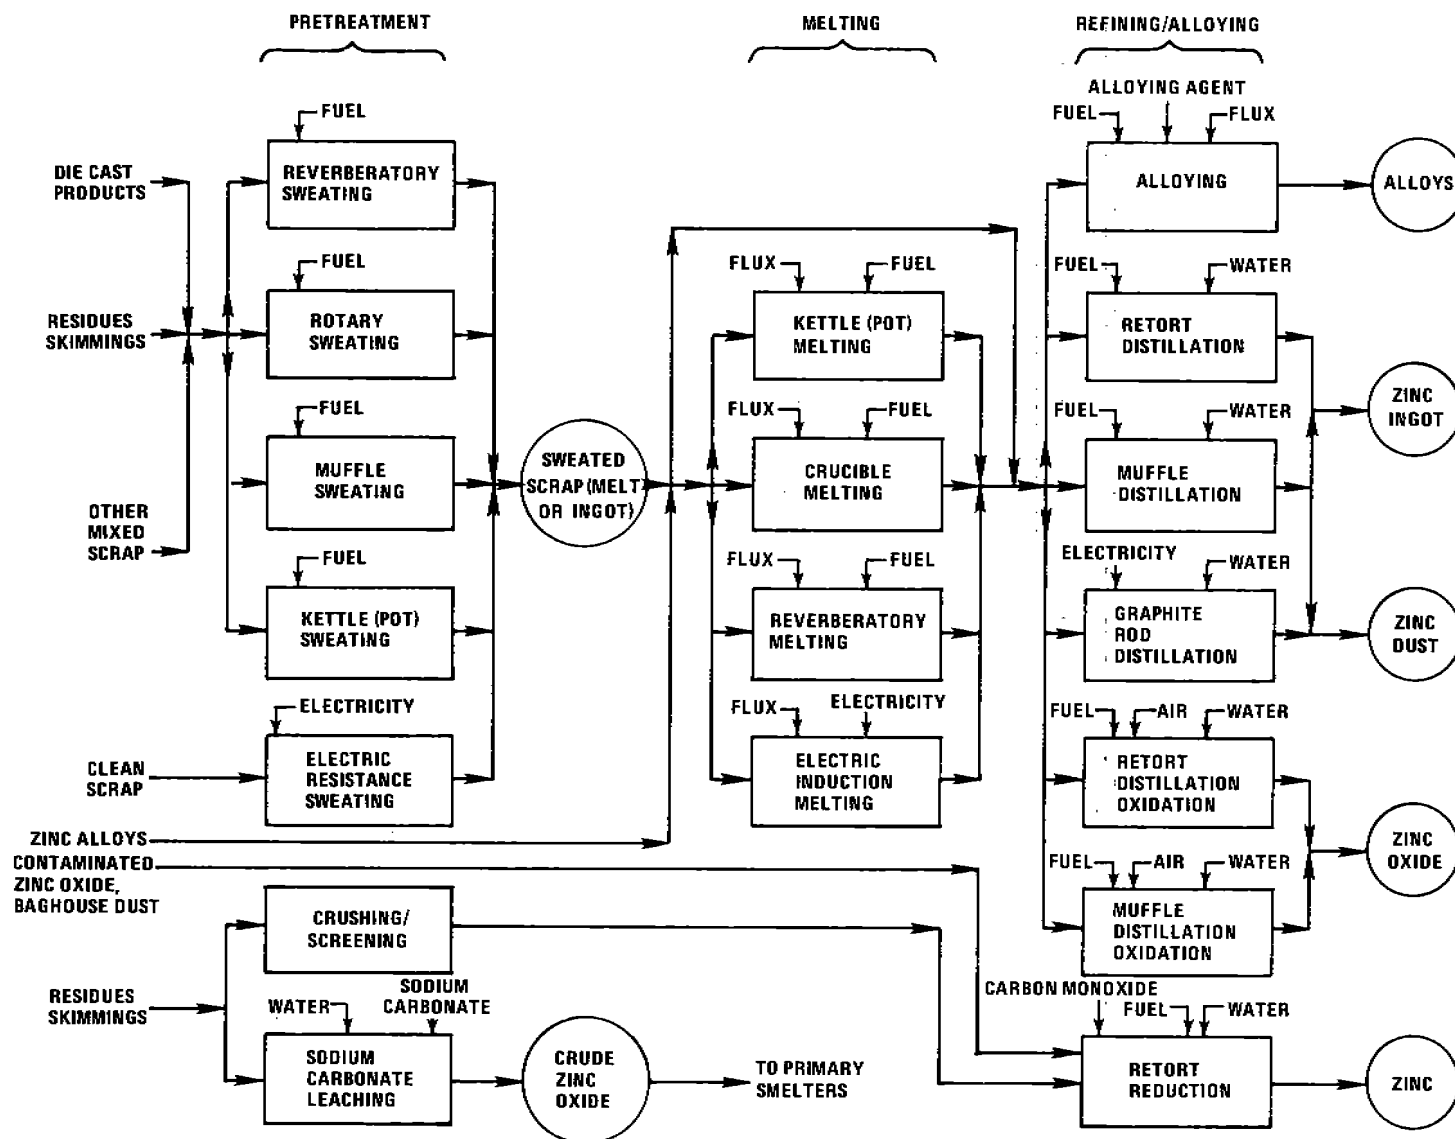 PRETREATMENT
MELTING
REFINING/ALLOYING
FUEL
REVERBERATORY
SWEATING
DIE CAST
PRODUCTS
FUEL
ROTARY
SWEATING
RESIDUES
SKIMMINGS
FUEL
MUFFLE
SWEATING
OTHER
MIXED
SCRAP
FUEL
KETTLE (POT)
SWEATING
ELECTRICITY
ELECTRIC
RESISTANCE
SWEATING
CLEAN
SCRAP
SWEATED
SCRAP (MELT
OR INGOT)
FLUX
FUEL
KETTLE (POT)
MELTING
FLUX
FUEL
CRUCIBLE
MELTING
FLUX
FUEL
REVERBERATORY
MELTING
FLUX
ELECTRICITY
ELECTRIC
INDUCTION
MELTING
ALLOYING AGENT
FUEL
FLUX
ALLOYING
ALLOYS
FUEL
WATER
RETORT
DISTILLATION
ZINC
INGOT
FUEL
WATER
MUFFLE
DISTILLATION
ELECTRICITY
WATER
GRAPHITE
ROD
DISTILLATION
ZINC
DUST
FUEL
AIR
WATER
RETORT
DISTILLATION
OXIDATION
ZINC
OXIDE
FUEL
AIR
WATER
MUFFLE
DISTILLATION
OXIDATION
ZINC ALLOYS
CONTAMINATED
ZINC OXIDE,
BAGHOUSE DUST
CRUSHING/
SCREENING
RESIDUES
SKIMMINGS
WATER
SODIUM
CARBONATE
SODIUM
CARBONATE
LEACHING
CRUDE
ZINC
OXIDE
TO PRIMARY
SMELTERS
CARBON MONOXIDE
FUEL
WATER
RETORT
REDUCTION
ZINC